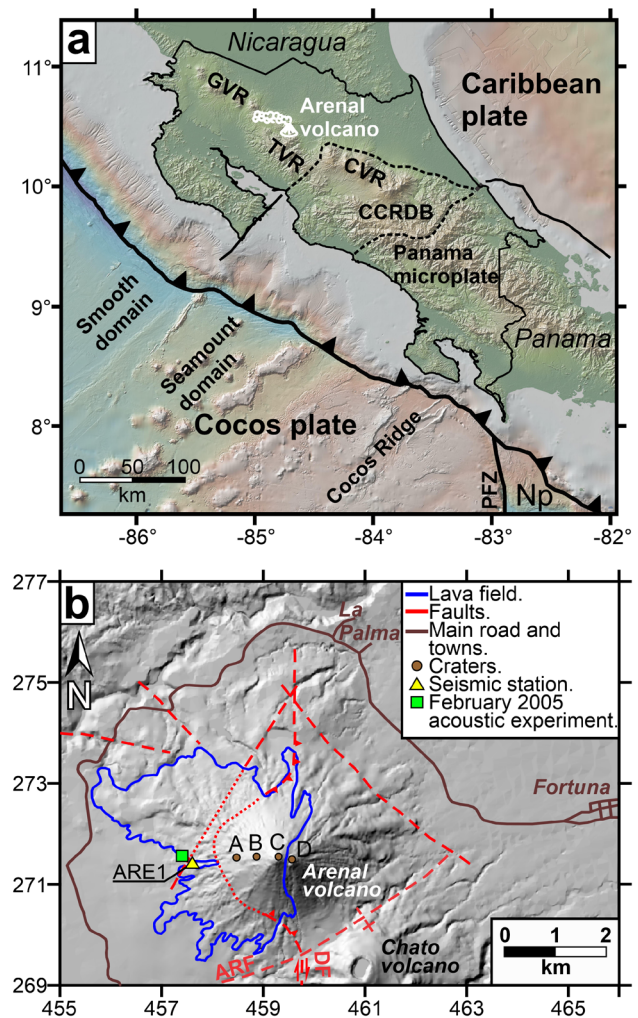 a
Nicaragua
11°
GVR
Caribbean
plate
Arenal
volcano
TVR
CVR
10°
CCRDB
Panama
microplate
Smooth
domain
9°
Seamount
domain
Panama
Cocos plate
8°
Cocos Ridge
0 50 100
km
PFZ
Np
-86° -85° -84° -83° -82°
277
b
La
Palma
Lava field.
Faults.
Main road and
towns.
Craters.
Seismic station.
February 2005
acoustic experiment.
N
275
273
Fortuna
A B C D
ARE1
Arenal
volcano
271
0 1 2
km
Chato
volcano
ARF
DF
269
455 457 459 461 463 465